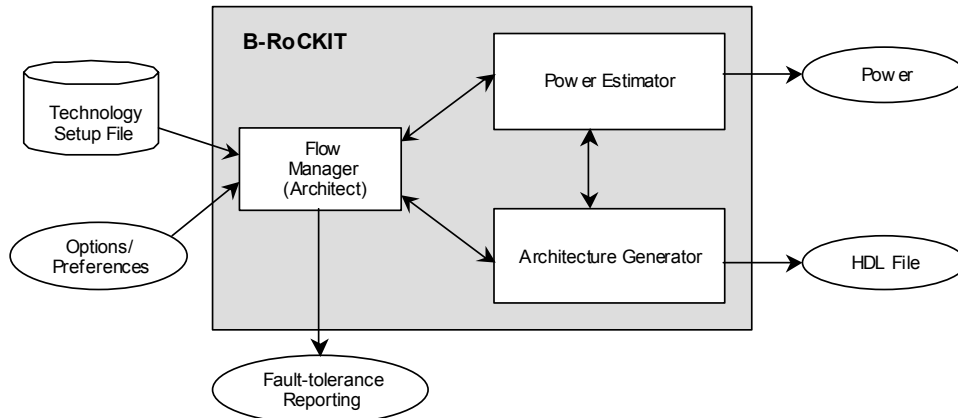 B-RoCKIT
Technology
Setup File
Options/
Preferences
Flow
Manager
(Architect)
Power Estimator
Architecture Generator
Power
HDL File
Fault-tolerance
Reporting